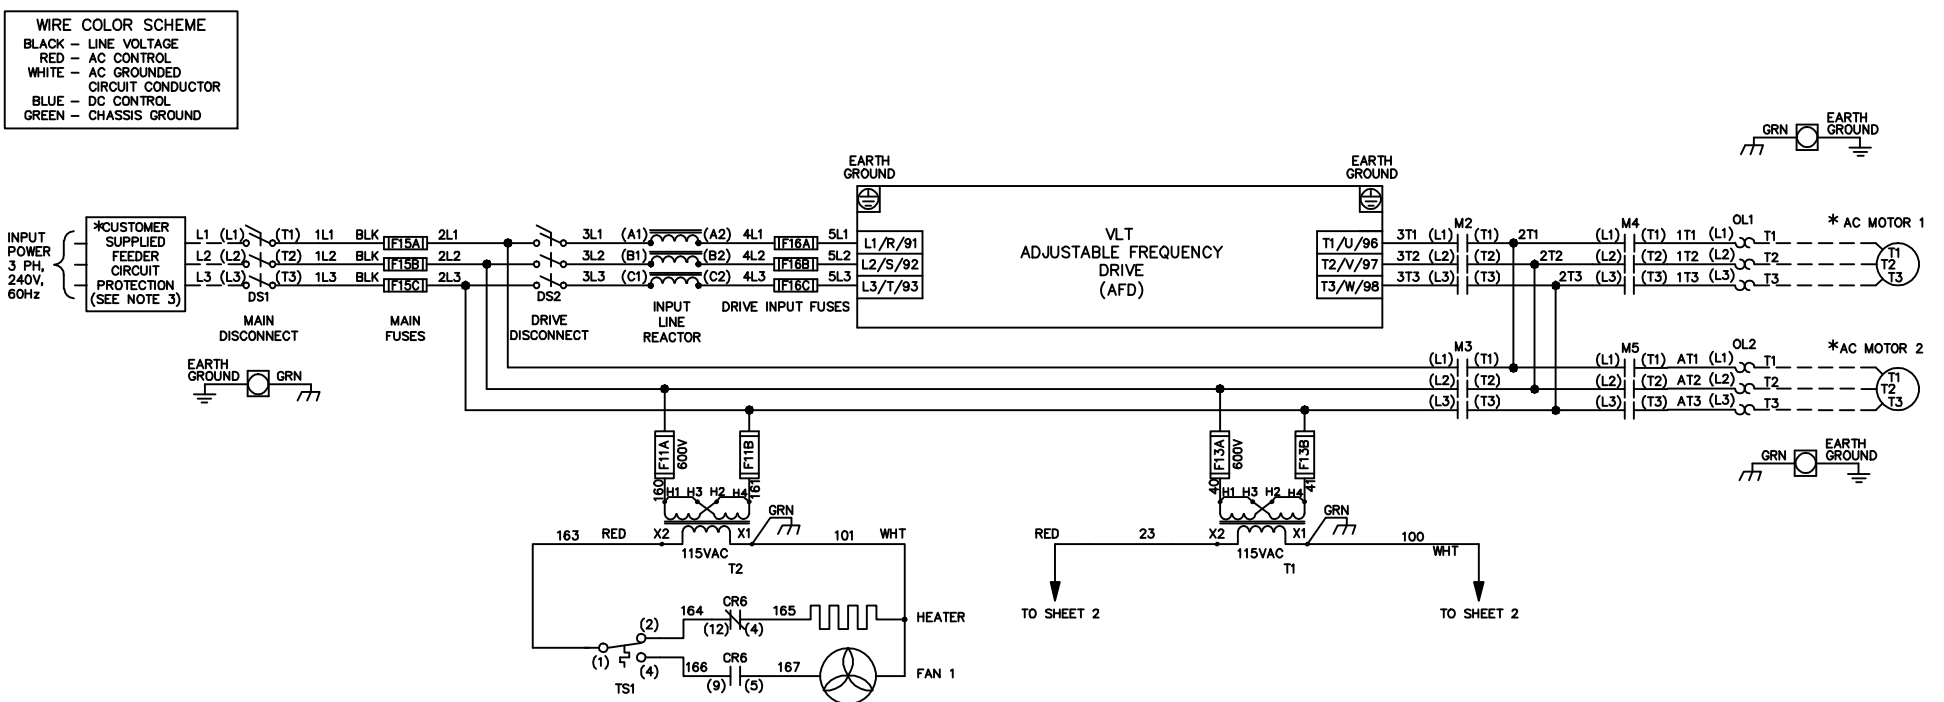 WIRE COLOR SCHEME
BLACK – LINE VOLTAGE
RED – AC CONTROL
WHITE – AC GROUNDED
CIRCUIT CONDUCTOR
BLUE – DC CONTROL
GREEN – CHASSIS GROUND
INPUT
POWER
3 PH,
240V,
60Hz
*CUSTOMER
SUPPLIED
FEEDER
CIRCUIT
PROTECTION
(SEE NOTE 3)
L1 (L1) (T1) 1L1 BLK F15A 2L1
L2 (L2) (T2) 1L2 BLK F15B 2L2
L3 (L3) (T3) 1L3 BLK F15C 2L3
DS1
MAIN
DISCONNECT
MAIN
FUSES
EARTH
GROUND
GRN
3L1 (A1) (A2) 4L1 F16A 5L1
3L2 (B1) (B2) 4L2 F16B 5L2
3L3 (C1) (C2) 4L3 F16C 5L3
DS2
DRIVE
DISCONNECT
INPUT
LINE
REACTOR
DRIVE INPUT FUSES
EARTH
GROUND
L1/R/91
L2/S/92
L3/T/93
VLT
ADJUSTABLE FREQUENCY
DRIVE
(AFD)
EARTH
GROUND
T1/U/96
T2/V/97
T3/W/98
M2
M4
OL1
3T1 (L1) (T1) 2T1 (L1) (T1) 1T1 (L1) T1
3T2 (L2) (T2) 2T2 (L2) (T2) 1T2 (L2) T2
3T3 (L3) (T3) 2T3 (L3) (T3) 1T3 (L3) T3
GRN
EARTH
GROUND
* AC MOTOR 1
T1
T2
T3
M3
M5
OL2
(L1) (T1) (L1) (T1) AT1 (L1) T1
(L2) (T2) (L2) (T2) AT2 (L2) T2
(L3) (T3) (L3) (T3) AT3 (L3) T3
*AC MOTOR 2
T1
T2
T3
GRN
EARTH
GROUND
F11A
600V
F11B
160
161
H1 H3 H2 H4
GRN
163 RED X2 X1 101 WHT
115VAC
T2
F13A
600V
F13B
40
41
H1 H3 H2 H4
GRN
RED 23 X2 X1 100
WHT
115VAC
T1
TO SHEET 2
TO SHEET 2
CR6
164 165
(12) (4)
HEATER
(2)
(1)
(4)
TS1
CR6
166 167
(9) (5)
FAN 1